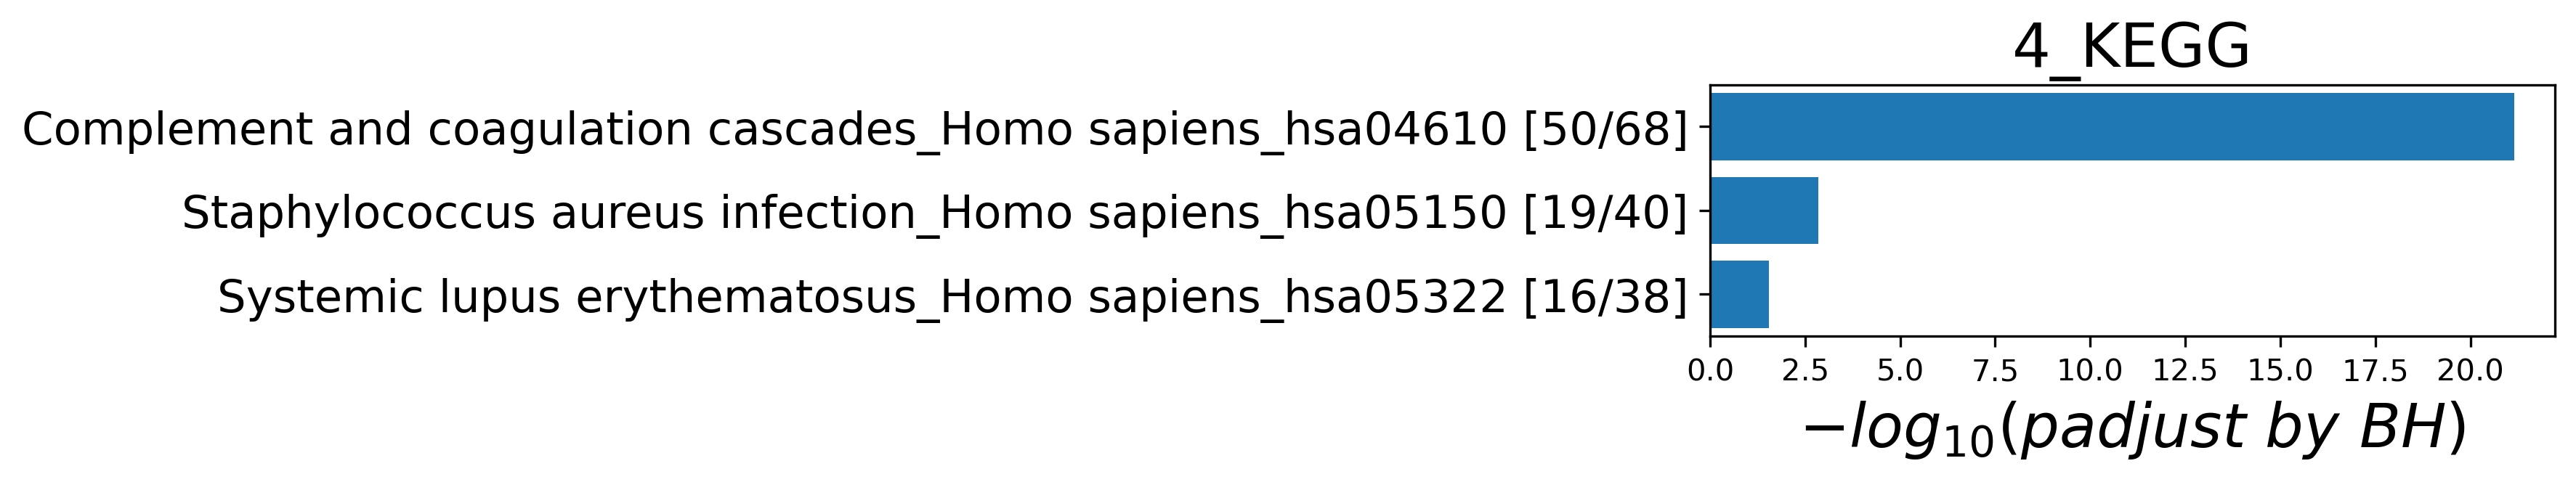 4_KEGG
Complement and coagulation cascades_Homo sapiens_hsa04610 [50/68]
Staphylococcus aureus infection_Homo sapiens_hsa05150 [19/40]
Systemic lupus erythematosus_Homo sapiens_hsa05322 [16/38]
0.0 2.5 5.0 7.5 10.0 12.5 15.0 17.5 20.0
−log₁₀(padjust by BH)